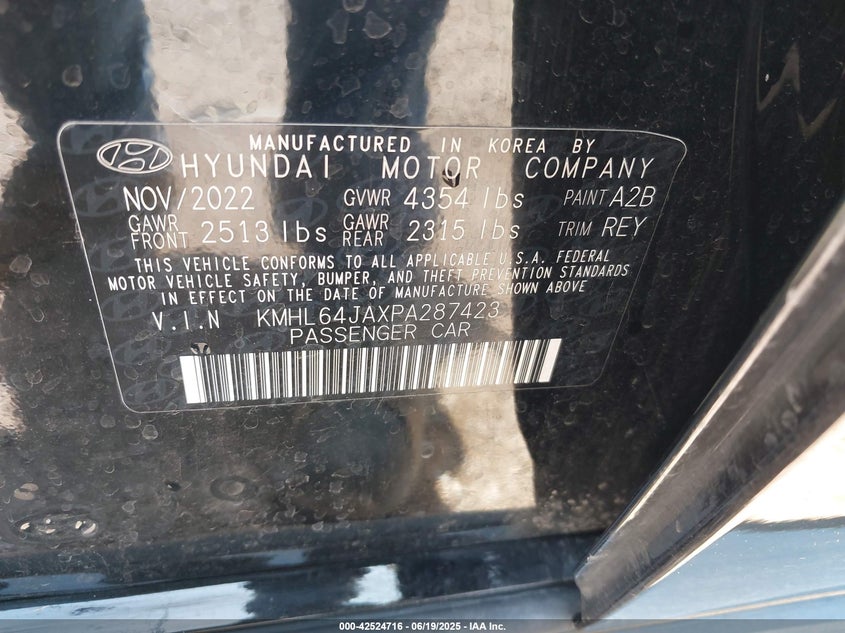 MANUFACTURED IN KOREA BY
HYUNDAI MOTOR COMPANY
NOV/2022 GVWR 4354 lbs PAINT A2B
GAWR FRONT 2513 lbs GAWR REAR 2315 lbs TRIM REY
THIS VEHICLE CONFORMS TO ALL APPLICABLE U.S.A. FEDERAL
MOTOR VEHICLE SAFETY, BUMPER, AND THEFT PREVENTION STANDARDS
IN EFFECT ON THE DATE OF MANUFACTURE SHOWN ABOVE
V.I.N KMHL64JAXPA287423
PASSENGER CAR
000-42524716 - 06/19/2025 - IAA Inc.